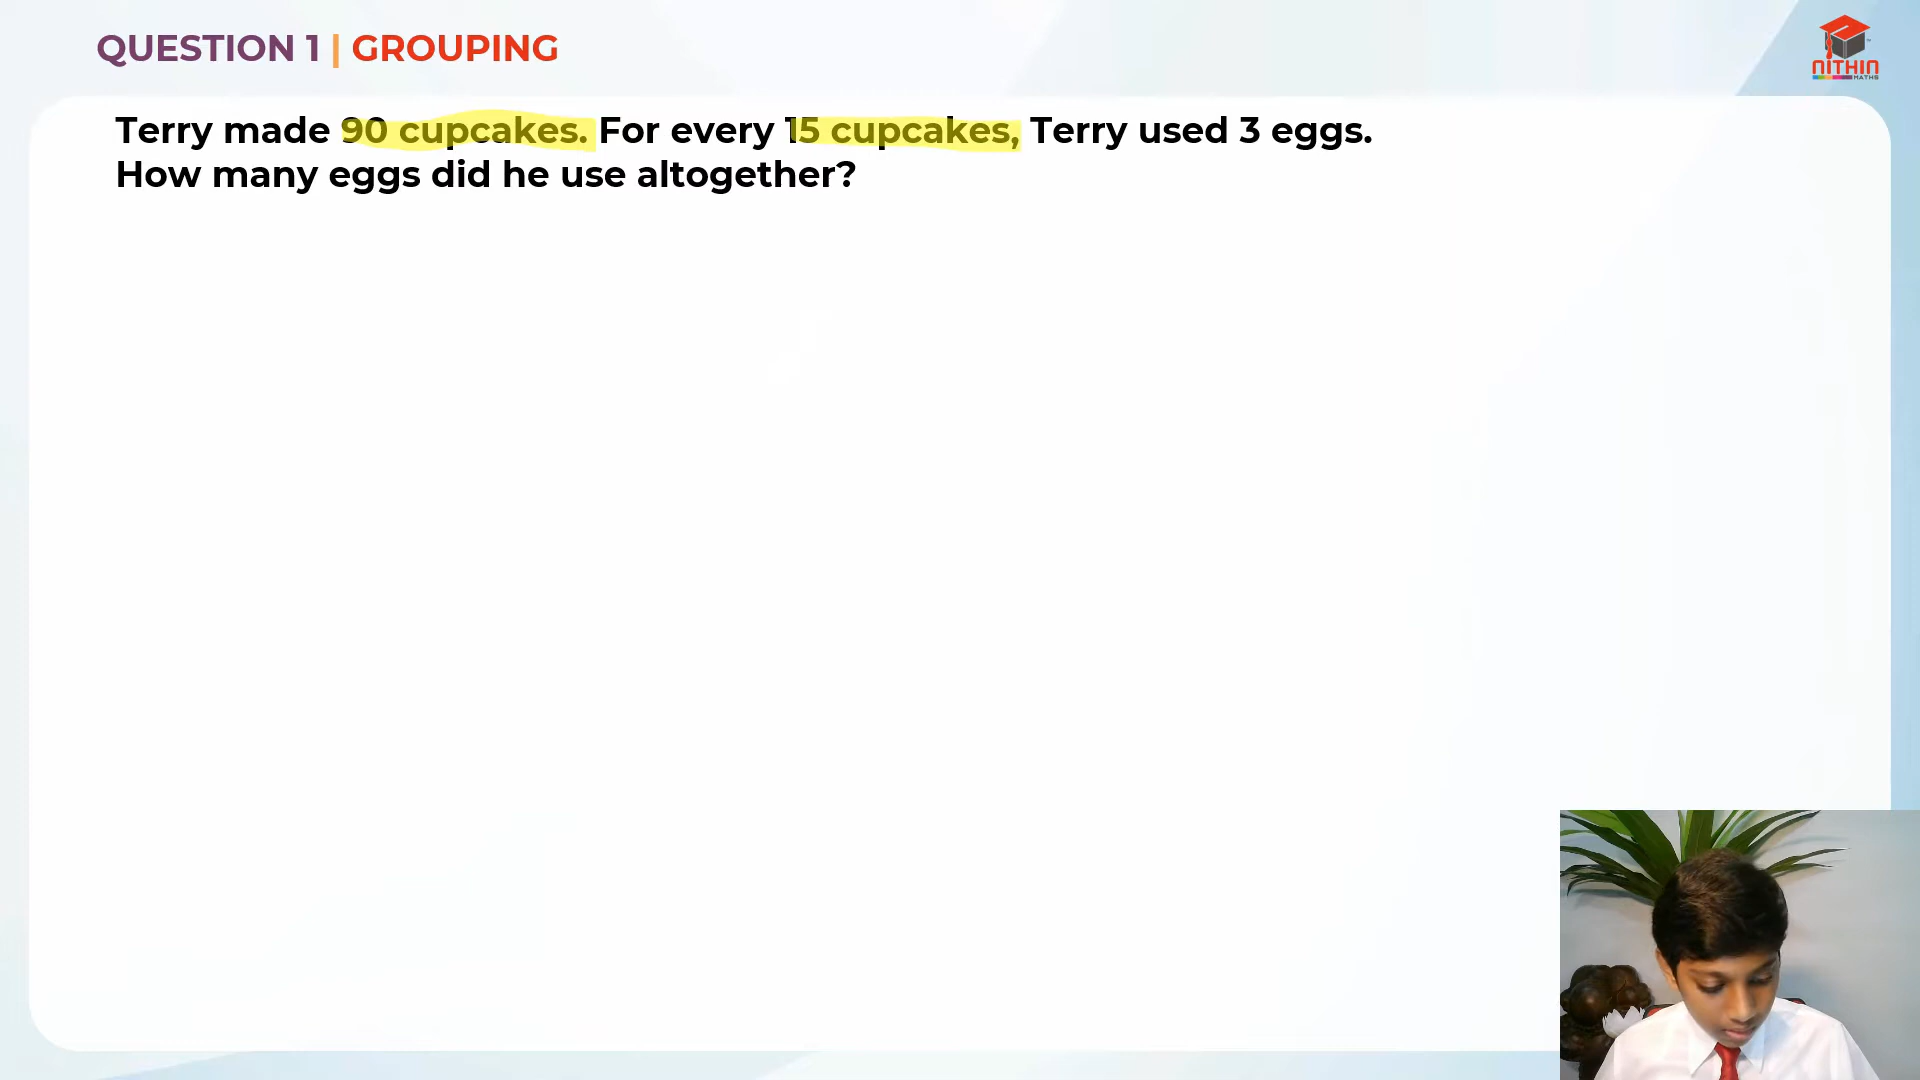 QUESTION 1 | GROUPING
NITHIN
MATHS
Terry made 90 cupcakes. For every 15 cupcakes, Terry used 3 eggs.
How many eggs did he use altogether?